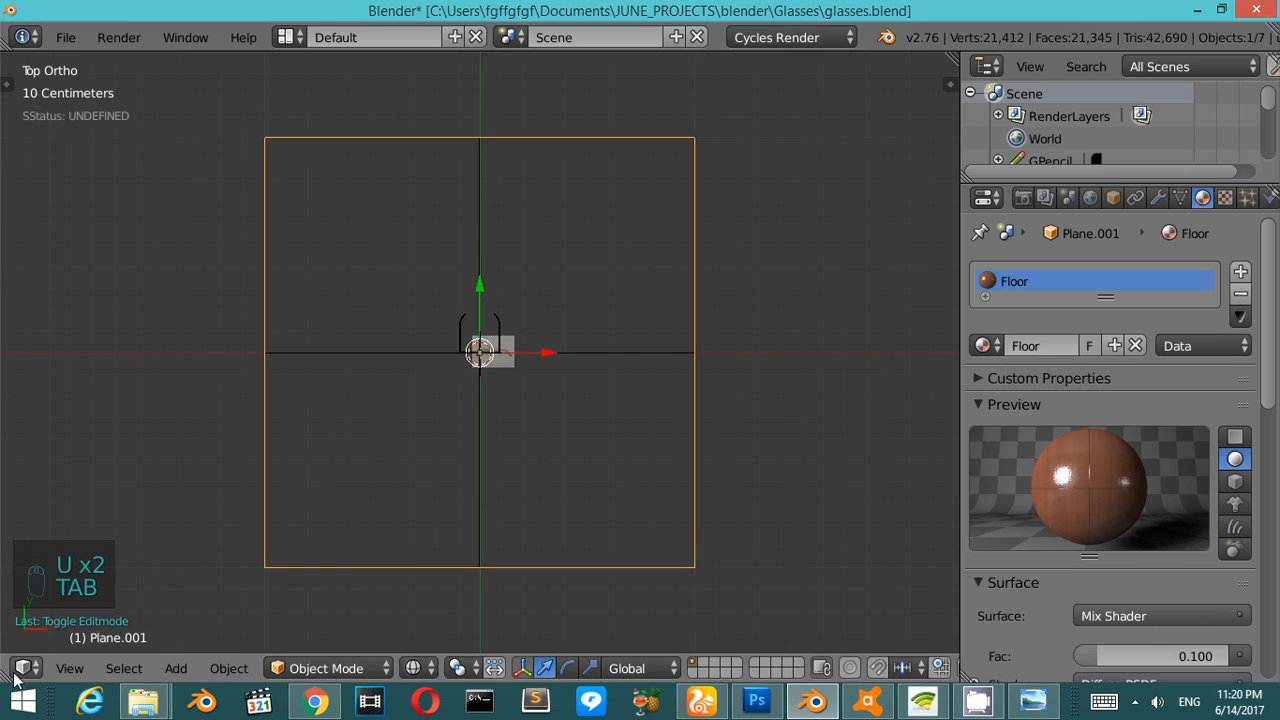 Blender* [C:\Users\fgffgfgf\Documents\JUNE_PROJECTS\blender\Glasses\glasses.blend]
File Render Window Help Default Scene Cycles Render v2.76 | Verts:21,412 | Faces:21,345 | Tris:42,690 | Objects:1/7 |
Top Ortho
10 Centimeters
SStatus: UNDEFINED
View Search All Scenes
Scene
RenderLayers
World
GPencil
Plane.001 Floor
Floor
Floor F Data
Custom Properties
Preview
Surface
Surface: Mix Shader
Fac: 0.100
U x2
TAB
Last: Toggle Editmode
(1) Plane.001
View Select Add Object Object Mode Global
ENG
11:20 PM
6/14/2017